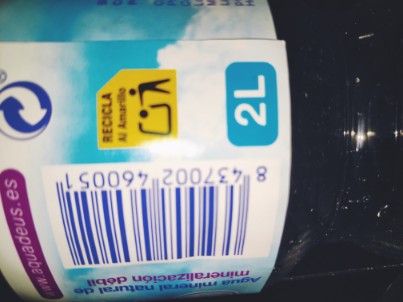 2L
RECICLA
Al Amarillo
8 437002 460051
www.aquadeus.es
Agua mineral natural de
mineralización débil